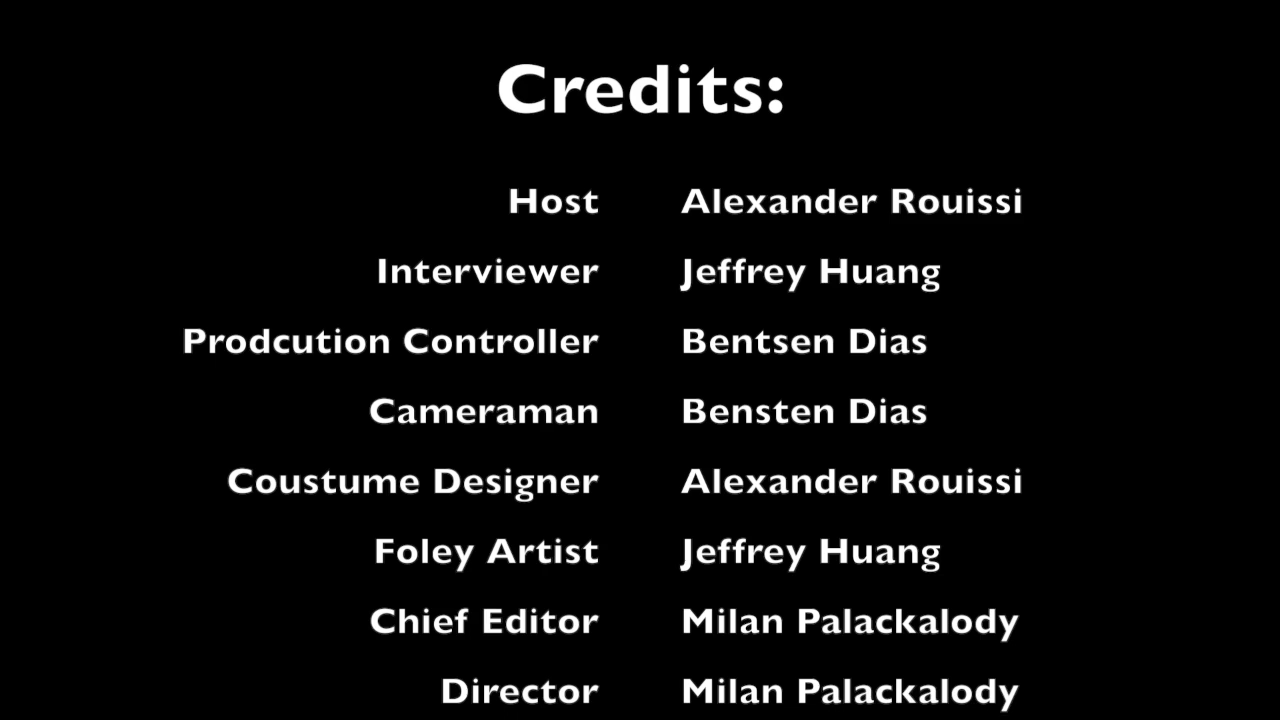 Credits:
Host Alexander Rouissi
Interviewer Jeffrey Huang
Prodcution Controller Bentsen Dias
Cameraman Bensten Dias
Coustume Designer Alexander Rouissi
Foley Artist Jeffrey Huang
Chief Editor Milan Palackalody
Director Milan Palackalody